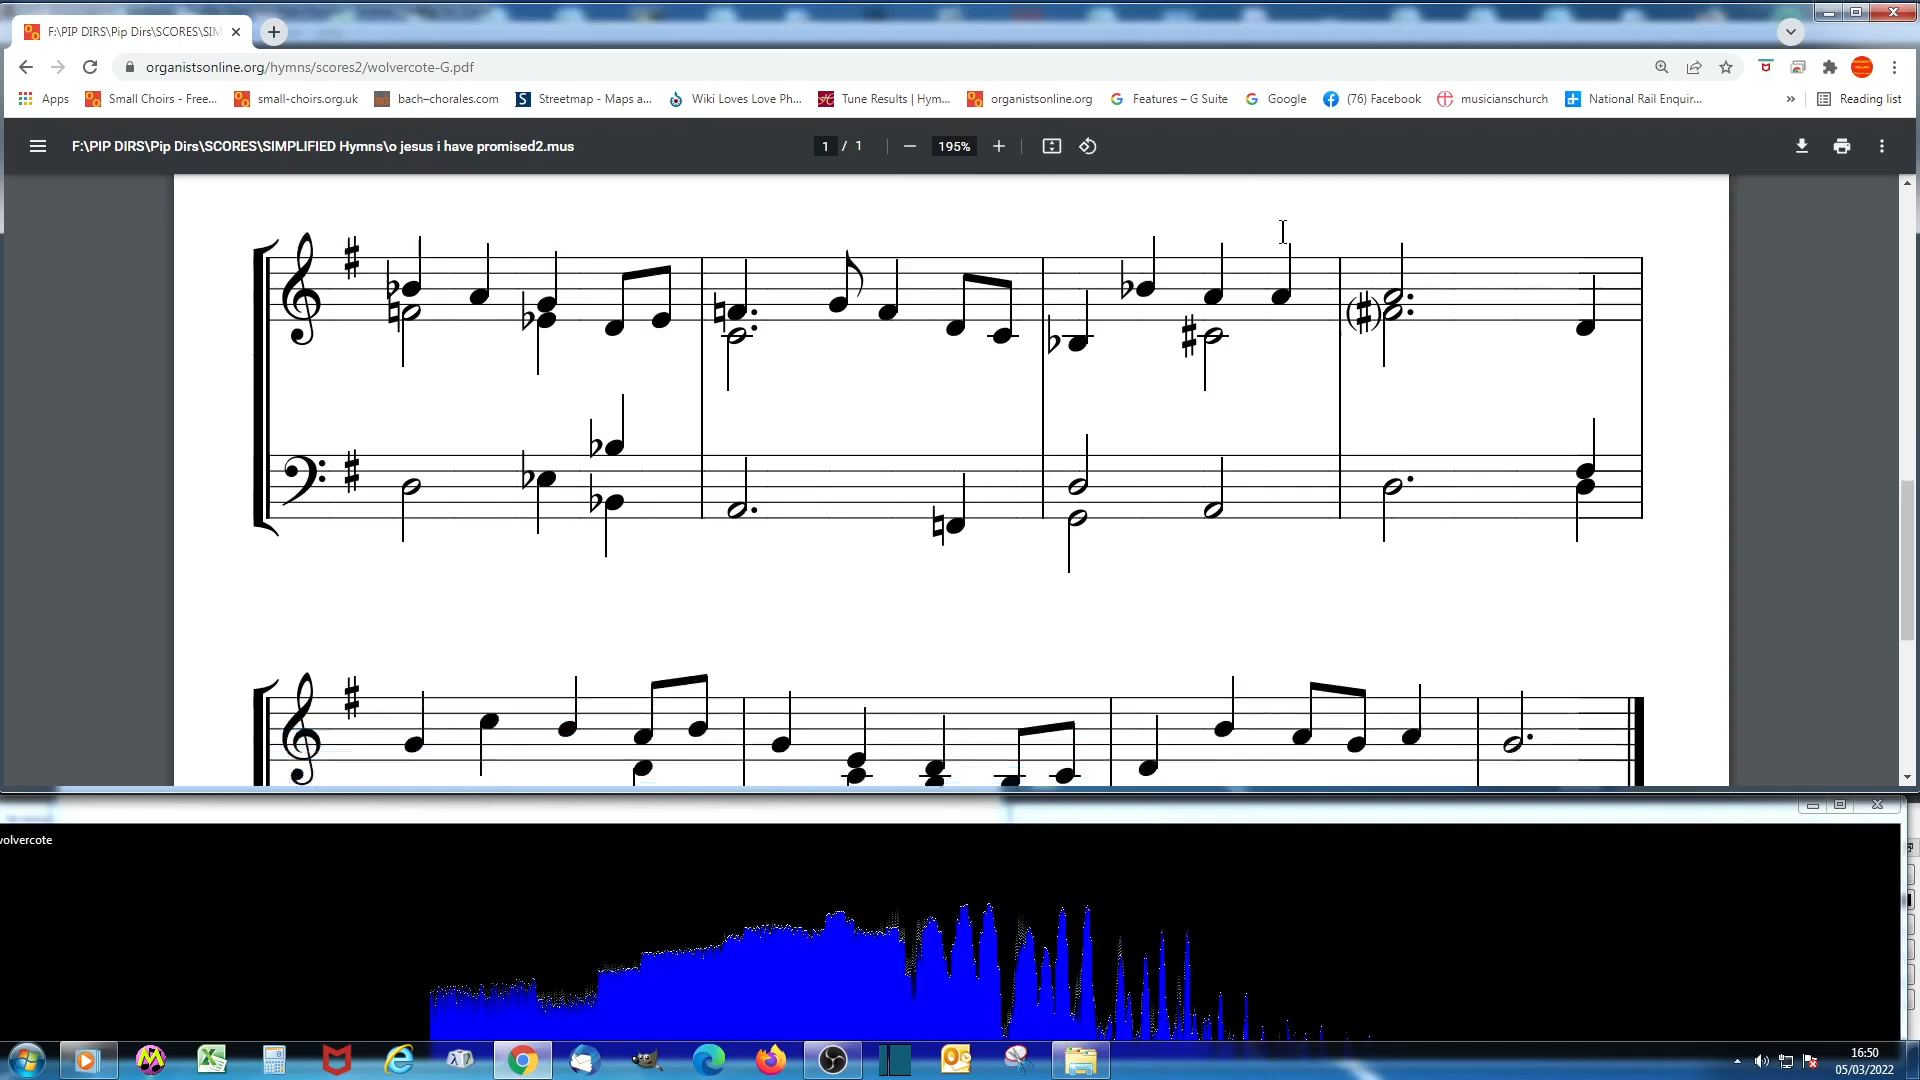 F:\PIP DIRS\Pip Dirs\SCORES\SIM
organistsonline.org/hymns/scores2/wolvercote-G.pdf
Apps Small Choirs - Free... small-choirs.org.uk bach-chorales.com Streetmap - Maps a... Wiki Loves Love Ph... Tune Results | Hym... organistsonline.org Features – G Suite Google (76) Facebook musicianschurch National Rail Enquir... » Reading list
F:\PIP DIRS\Pip Dirs\SCORES\SIMPLIFIED Hymns\o jesus i have promised2.mus 1 / 1 195%
wolvercote
16:50
05/03/2022